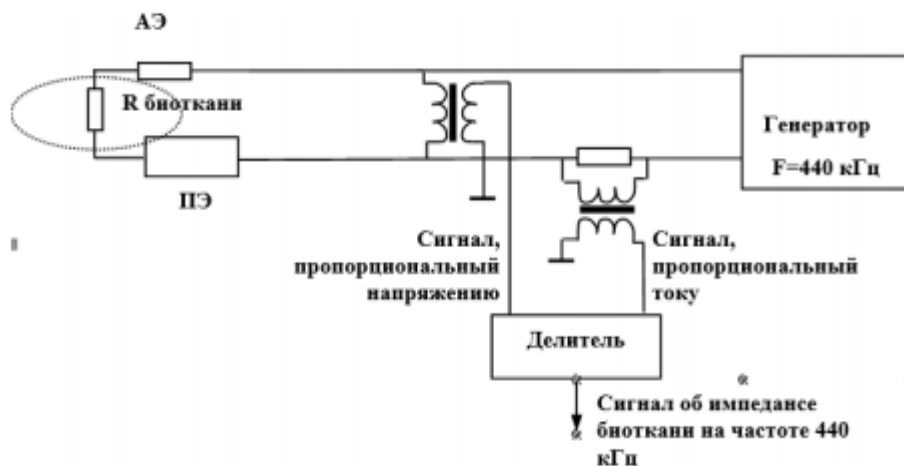 АЭ
R биоткани
ПЭ
Генератор
F=440 кГц
Сигнал,
пропорциональный
напряжению
Сигнал,
пропорциональный
току
Делитель
Сигнал об импедансе
биоткани на частоте 440
кГц